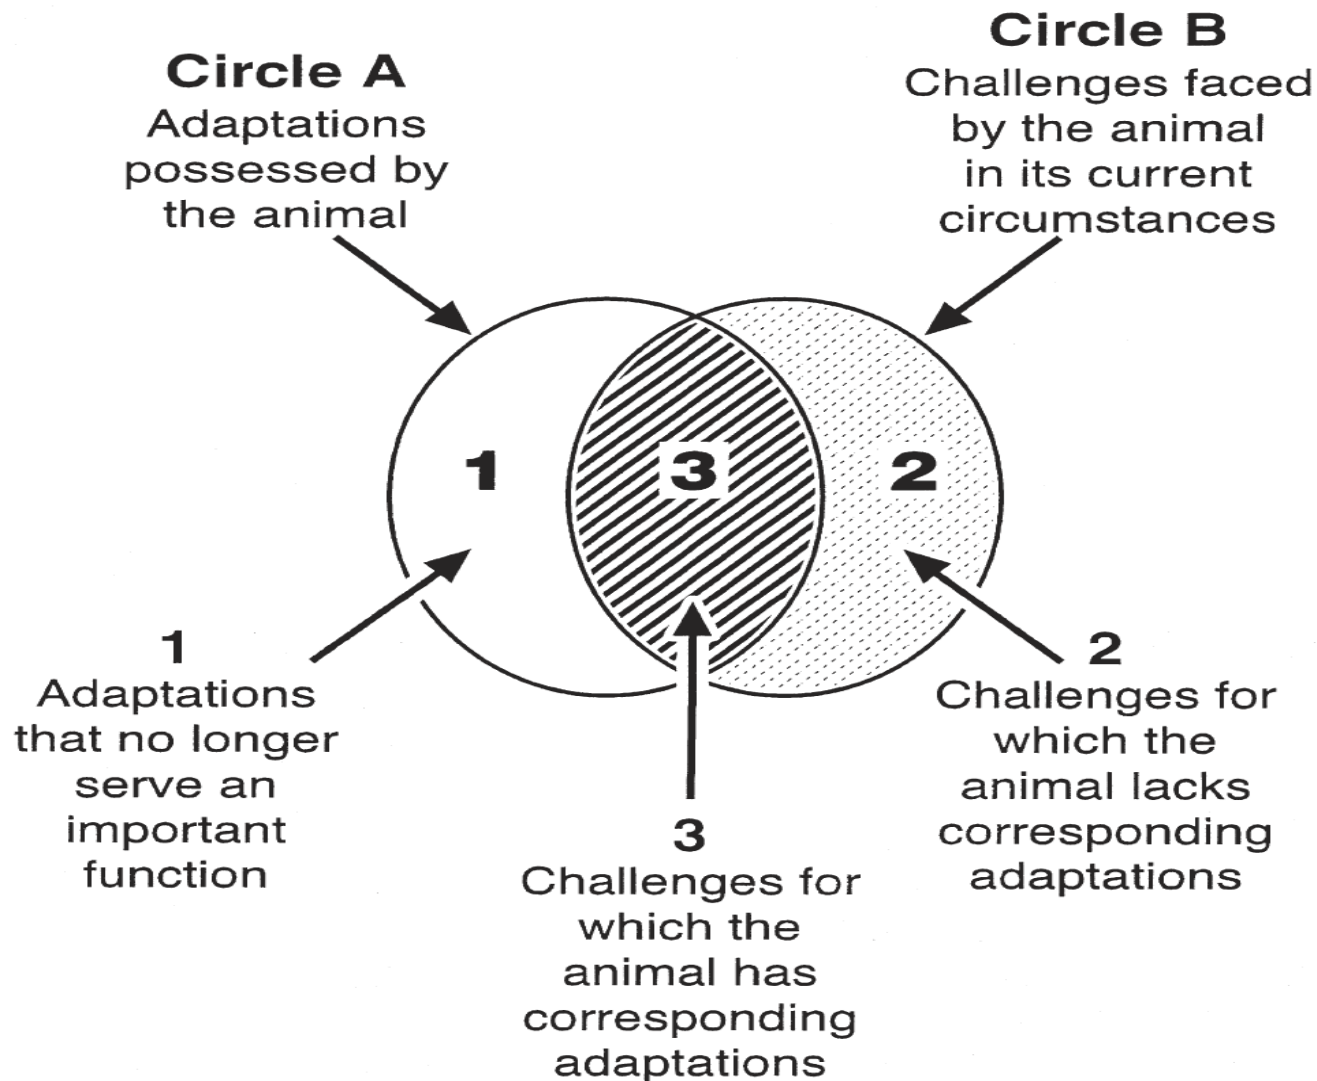 Circle A
Adaptations
possessed by
the animal
Circle B
Challenges faced
by the animal
in its current
circumstances
1
3
2
1
Adaptations
that no longer
serve an
important
function
3
Challenges for
which the
animal has
corresponding
adaptations
2
Challenges for
which the
animal lacks
corresponding
adaptations